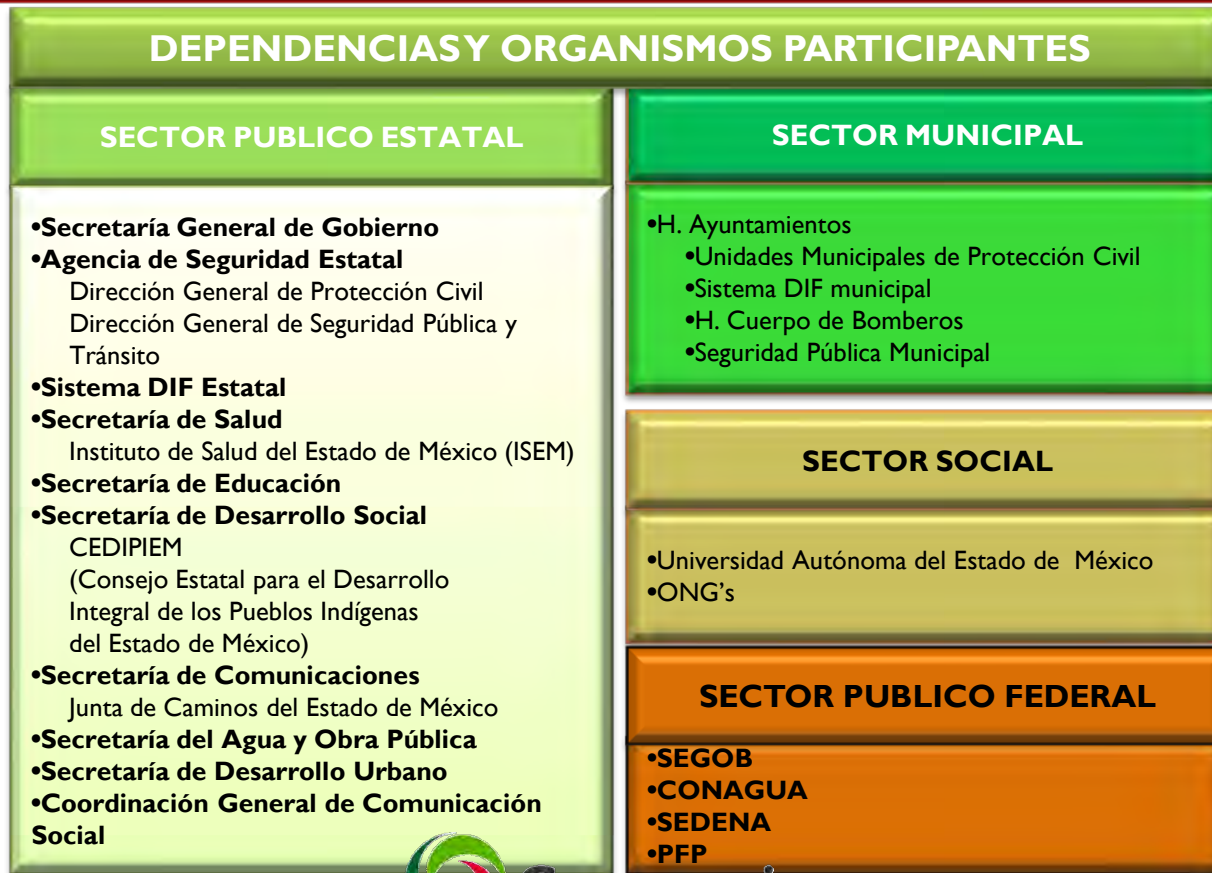 DEPENDENCIASY ORGANISMOS PARTICIPANTES
SECTOR PUBLICO ESTATAL
•Secretaría General de Gobierno
•Agencia de Seguridad Estatal
Dirección General de Protección Civil
Dirección General de Seguridad Pública y
Tránsito
•Sistema DIF Estatal
•Secretaría de Salud
Instituto de Salud del Estado de México (ISEM)
•Secretaría de Educación
•Secretaría de Desarrollo Social
CEDIPIEM
(Consejo Estatal para el Desarrollo
Integral de los Pueblos Indígenas
del Estado de México)
•Secretaría de Comunicaciones
Junta de Caminos del Estado de México
•Secretaría del Agua y Obra Pública
•Secretaría de Desarrollo Urbano
•Coordinación General de Comunicación
Social
SECTOR MUNICIPAL
•H. Ayuntamientos
•Unidades Municipales de Protección Civil
•Sistema DIF municipal
•H. Cuerpo de Bomberos
•Seguridad Pública Municipal
SECTOR SOCIAL
•Universidad Autónoma del Estado de México
•ONG's
SECTOR PUBLICO FEDERAL
•SEGOB
•CONAGUA
•SEDENA
•PFP